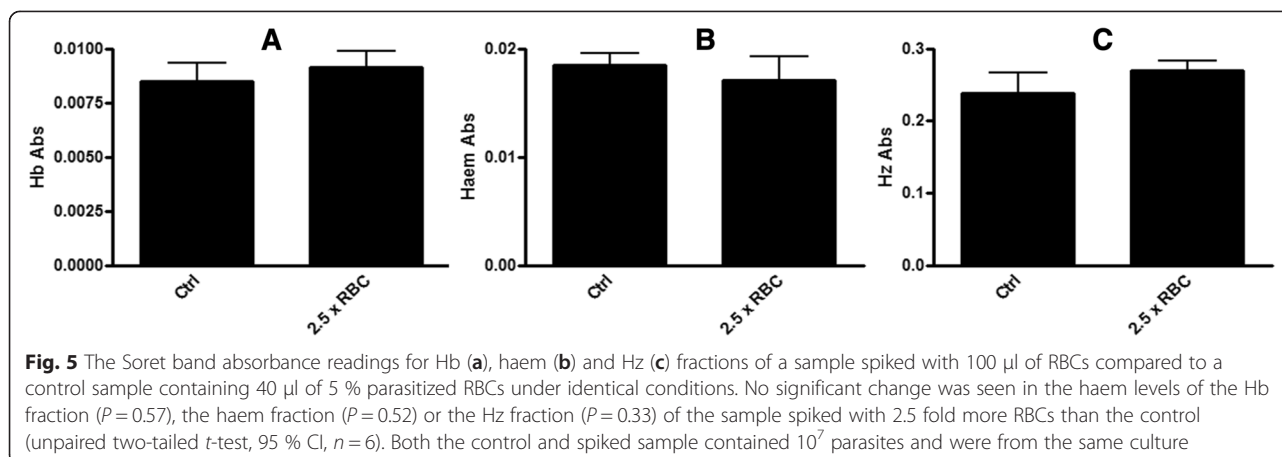 A
B
C
0.0100
0.0075
0.0050
0.0025
0.0000
Hb Abs
Ctrl
2.5 x RBC
0.02
0.01
0.00
Haem Abs
Ctrl
2.5 x RBC
0.3
0.2
0.1
0.0
Hz Abs
Ctrl
2.5 x RBC
Fig. 5 The Soret band absorbance readings for Hb (a), haem (b) and Hz (c) fractions of a sample spiked with 100 μl of RBCs compared to a
control sample containing 40 μl of 5 % parasitized RBCs under identical conditions. No significant change was seen in the haem levels of the Hb
fraction (P = 0.57), the haem fraction (P = 0.52) or the Hz fraction (P = 0.33) of the sample spiked with 2.5 fold more RBCs than the control
(unpaired two-tailed t-test, 95 % CI, n = 6). Both the control and spiked sample contained 10⁷ parasites and were from the same culture